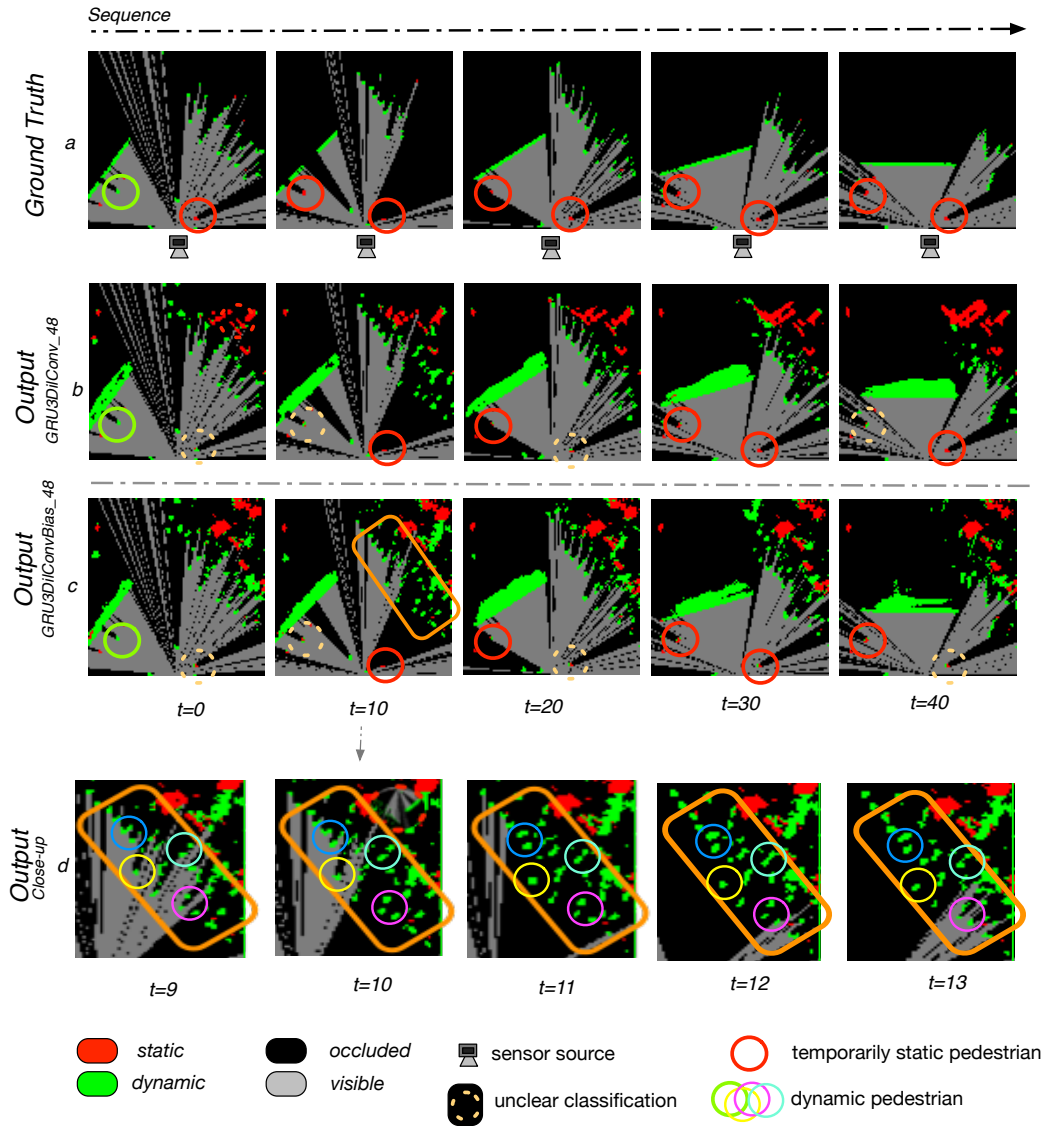 Sequence
Ground Truth
a
Output
GRU3DilConv_48
b
Output
GRU3DilConvBias_48
c
t=0
t=10
t=20
t=30
t=40
Output
Close-up
d
t=9
t=10
t=11
t=12
t=13
static
occluded
sensor source
temporarily static pedestrian
dynamic
visible
unclear classification
dynamic pedestrian